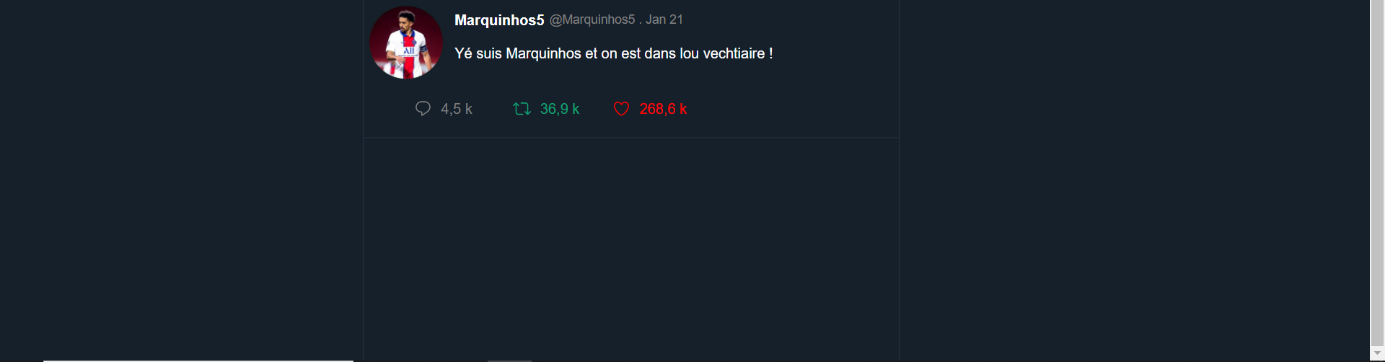 Marquinhos5 @Marquinhos5 . Jan 21
Yé suis Marquinhos et on est dans lou vechtiaire !
4,5 k 36,9 k 268,6 k